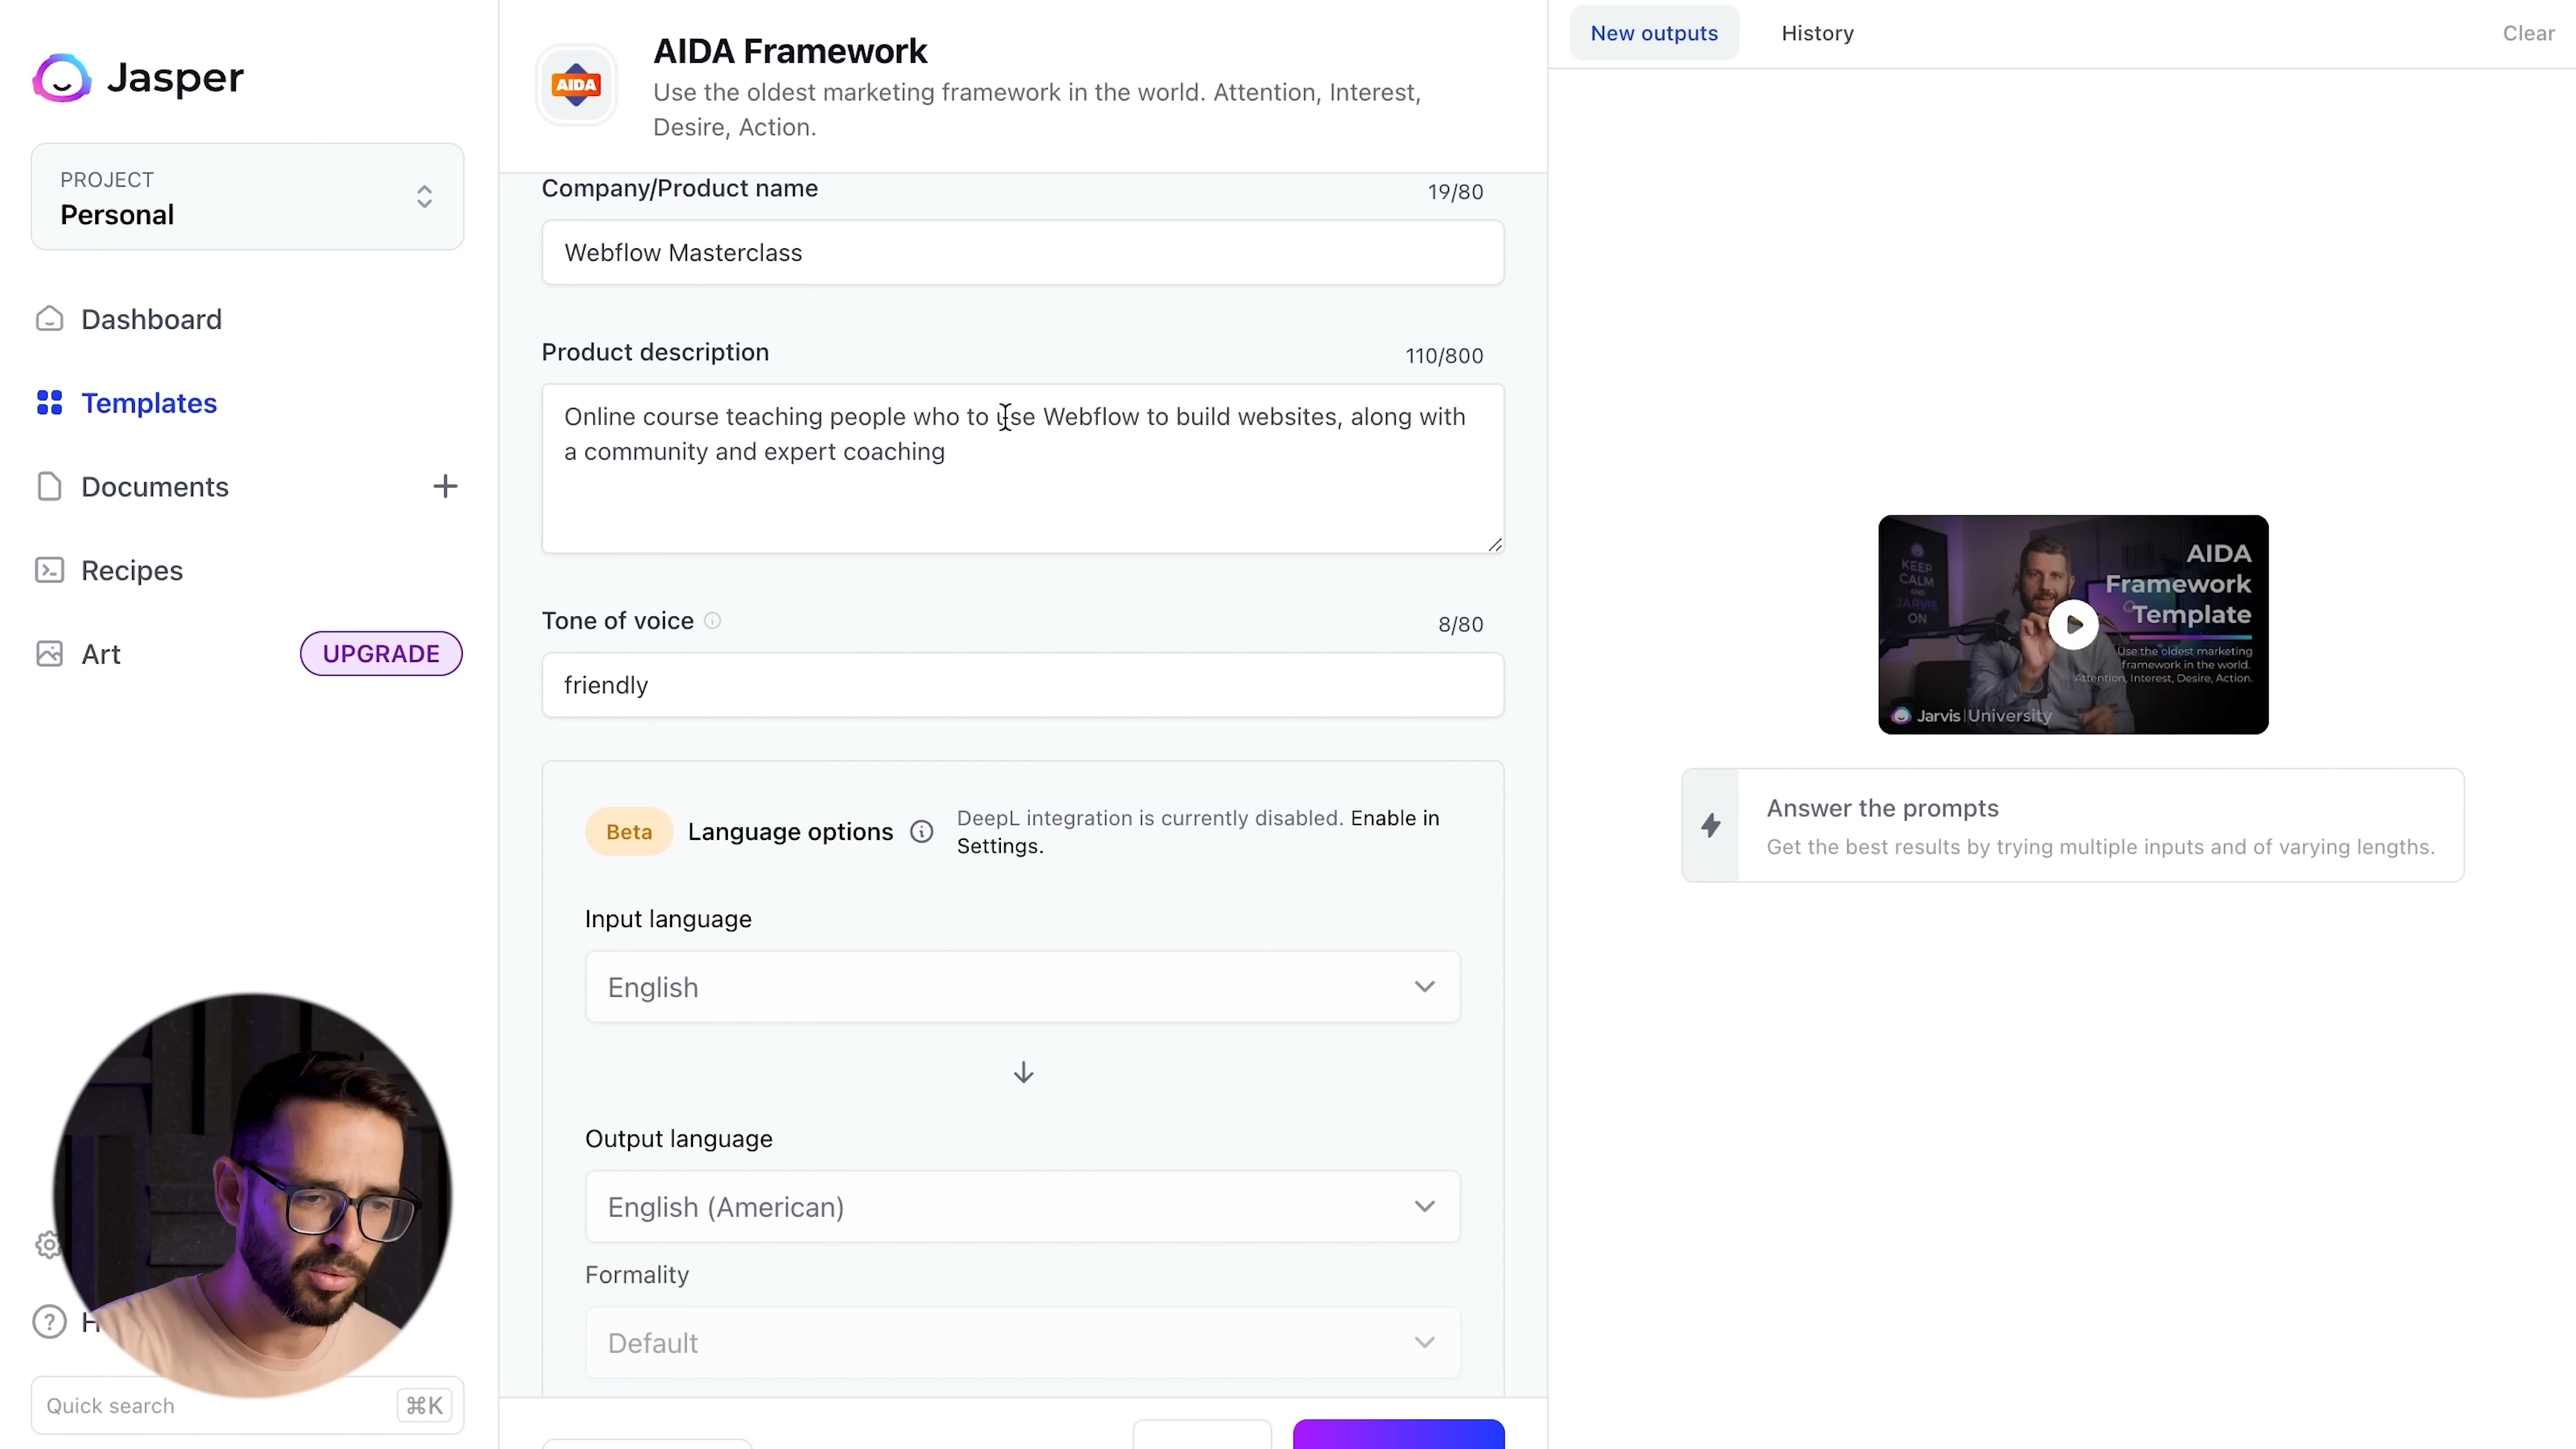 Jasper
PROJECT
Personal
Dashboard
Templates
Documents
Recipes
Art
UPGRADE
H
Quick search
⌘K
AIDA
AIDA Framework
Use the oldest marketing framework in the world. Attention, Interest,
Desire, Action.
Company/Product name
19/80
Webflow Masterclass
Product description
110/800
Online course teaching people who to use Webflow to build websites, along with
a community and expert coaching
Tone of voice
8/80
friendly
Beta
Language options
DeepL integration is currently disabled. Enable in
Settings.
Input language
English
Output language
English (American)
Formality
Default
New outputs
History
Clear
KEEP
CALM
AND
JARVIS
ON
AIDA
Framework
Template
Use the oldest marketing
framework in the world.
Attention, Interest, Desire, Action.
Jarvis|University
Answer the prompts
Get the best results by trying multiple inputs and of varying lengths.